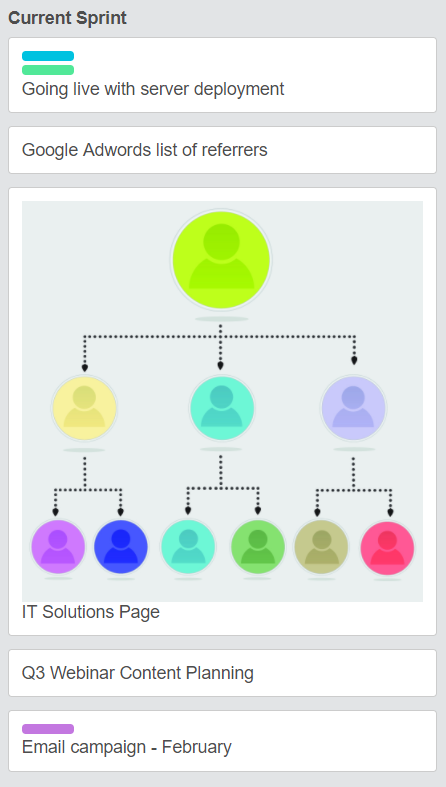 Current Sprint
Going live with server deployment
Google Adwords list of referrers
IT Solutions Page
Q3 Webinar Content Planning
Email campaign - February